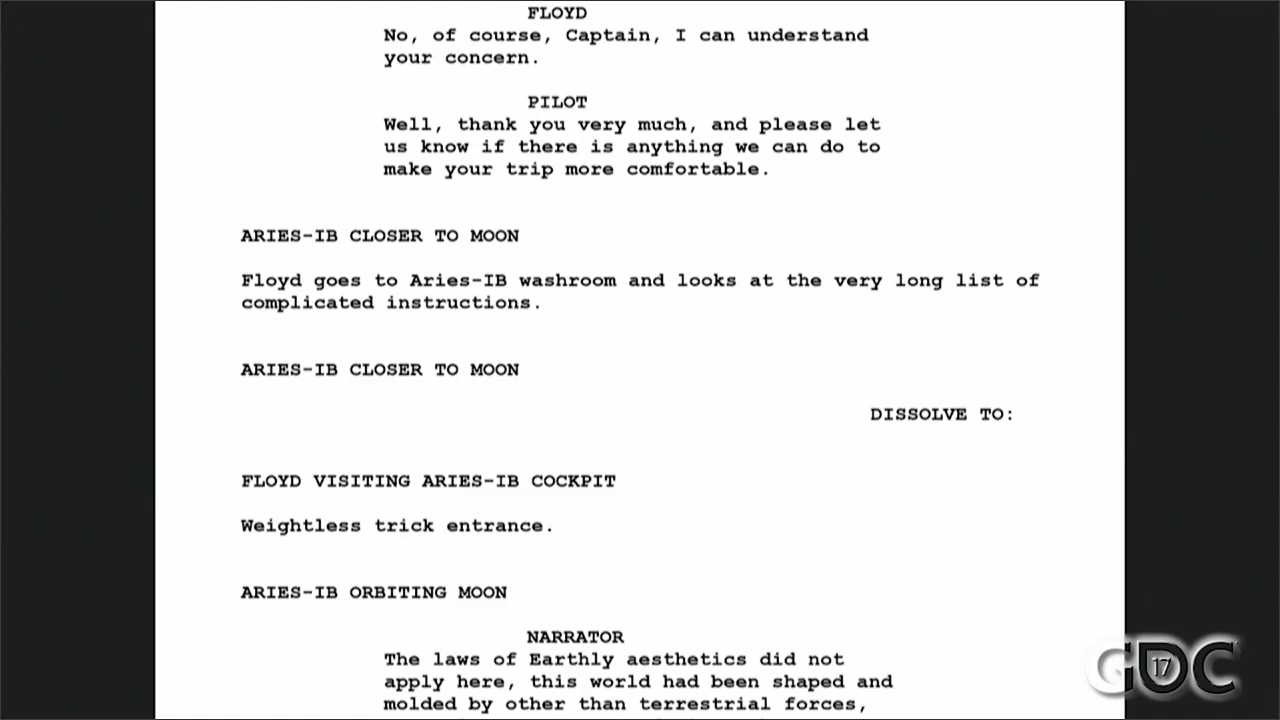 FLOYD
No, of course, Captain, I can understand
your concern.
PILOT
Well, thank you very much, and please let
us know if there is anything we can do to
make your trip more comfortable.
ARIES-IB CLOSER TO MOON
Floyd goes to Aries-IB washroom and looks at the very long list of
complicated instructions.
ARIES-IB CLOSER TO MOON
DISSOLVE TO:
FLOYD VISITING ARIES-IB COCKPIT
Weightless trick entrance.
ARIES-IB ORBITING MOON
NARRATOR
The laws of Earthly aesthetics did not
apply here, this world had been shaped and
molded by other than terrestrial forces,
GDC
17